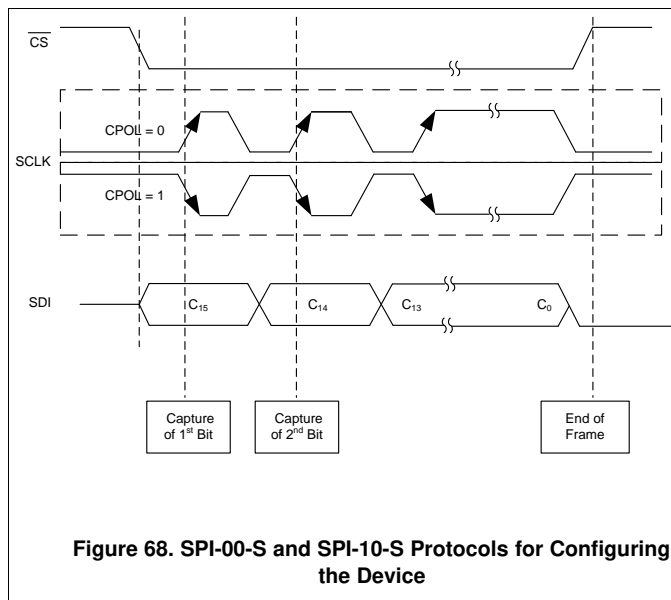 CS
CPOL = 0
SCLK
CPOL = 1
SDI
C15
C14
C13
C0
Capture
of 1st Bit
Capture
of 2nd Bit
End of
Frame
Figure 68. SPI-00-S and SPI-10-S Protocols for Configuring
the Device